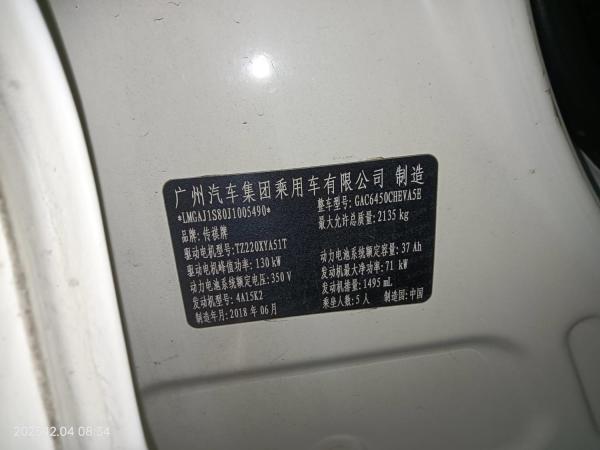 广州汽车集团乘用车有限公司 制造
*LMGAJ1S80J1005490*
整车型号: GAC6450CHEVA5E
品牌: 传祺牌
最大允许总质量: 2135 kg
驱动电机型号: TZ220XYA51T
驱动电机峰值功率: 130 kW
动力电池系统额定容量: 37 Ah
动力电池系统额定电压: 350 V
发动机最大净功率: 71 kW
发动机型号: 4A15K2
发动机排量: 1495 mL
制造年月: 2018 年 06 月
乘坐人数: 5 人
制造国: 中国
2025.12.04 08:54